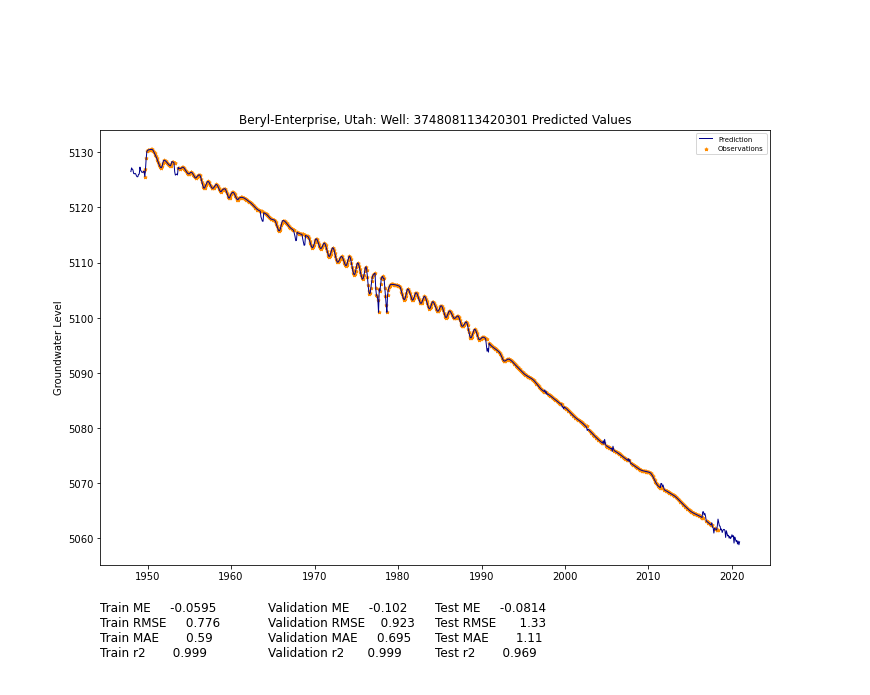 Beryl-Enterprise, Utah: Well: 374808113420301 Predicted Values
Prediction
Observations
Groundwater Level
5130
5120
5110
5100
5090
5080
5070
5060
1950 1960 1970 1980 1990 2000 2010 2020
Train ME -0.0595 Validation ME -0.102 Test ME -0.0814
Train RMSE 0.776 Validation RMSE 0.923 Test RMSE 1.33
Train MAE 0.59 Validation MAE 0.695 Test MAE 1.11
Train r2 0.999 Validation r2 0.999 Test r2 0.969